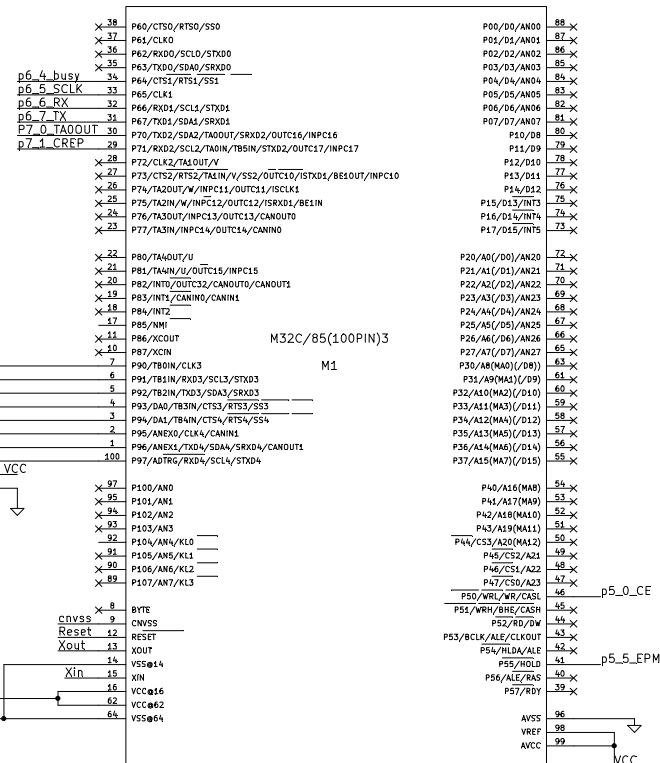 38 P60/CTS0/RTS0/SS0
37 P61/CLK0
36 P62/RXD0/SCL0/STXD0
35 P63/TXD0/SDA0/SRXD0
p6_4_busy 34 P64/CTS1/RTS1/SS1
p6_5_SCLK 33 P65/CLK1
p6_6_RX 32 P66/RXD1/SCL1/STXD1
p6_7_TX 31 P67/TXD1/SDA1/SRXD1
P7_0_TA0OUT 30 P70/TXD2/SDA2/TA0OUT/SRXD2/OUTC16/INPC16
p7_1_CREP 29 P71/RXD2/SCL2/TA0IN/TB5IN/STXD2/OUTC17/INPC17
28 P72/CLK2/TA1OUT/V
27 P73/CTS2/RTS2/TA1IN/V/SS2/OUTC10/ISTXD1/BE1OUT/INPC10
26 P74/TA2OUT/W/INPC11/OUTC11/ISCLK1
25 P75/TA2IN/W/INPC12/OUTC12/ISRXD1/BE1IN
24 P76/TA3OUT/INPC13/OUTC13/CANOUT0
23 P77/TA3IN/INPC14/OUTC14/CANIN0
22 P80/TA4OUT/U
21 P81/TA4IN/U/OUTC15/INPC15
20 P82/INT0/OUTC32/CANOUT0/CANOUT1
19 P83/INT1/CANIN0/CANIN1
18 P84/INT2
17 P85/NMI
11 P86/XCOUT
10 P87/XCIN
7 P90/TB0IN/CLK3
6 P91/TB1IN/RXD3/SCL3/STXD3
5 P92/TB2IN/TXD3/SDA3/SRXD3
4 P93/DA0/TB3IN/CTS3/RTS3/SS3
3 P94/DA1/TB4IN/CTS4/RTS4/SS4
2 P95/ANEX0/CLK4/CANIN1
1 P96/ANEX1/TXD4/SDA4/SRXD4/CANOUT1
100 P97/ADTRG/RXD4/SCL4/STXD4
VCC
97 P100/AN0
95 P101/AN1
94 P102/AN2
93 P103/AN3
92 P104/AN4/KL0
91 P105/AN5/KL1
90 P106/AN6/KL2
89 P107/AN7/KL3
8 BYTE
cnvss 9 CNVSS
Reset 12 RESET
Xout 13 XOUT
14 VSS@14
Xin 15 XIN
16 VCC@16
62 VCC@62
64 VSS@64
M32C/85(100PIN)3
M1
P00/D0/AN00 88
P01/D1/AN01 87
P02/D2/AN02 86
P03/D3/AN03 85
P04/D4/AN04 84
P05/D5/AN05 83
P06/D6/AN06 82
P07/D7/AN07 81
P10/D8 80
P11/D9 79
P12/D10 78
P13/D11 77
P14/D12 76
P15/D13/INT3 75
P16/D14/INT4 74
P17/D15/INT5 73
P20/A0(/D0)/AN20 72
P21/A1(/D1)/AN21 71
P22/A2(/D2)/AN22 70
P23/A3(/D3)/AN23 69
P24/A4(/D4)/AN24 68
P25/A5(/D5)/AN25 67
P26/A6(/D6)/AN26 66
P27/A7(/D7)/AN27 65
P30/A8(MA0)(/D8)) 63
P31/A9(MA1)(/D9) 61
P32/A10(MA2)(/D10) 60
P33/A11(MA3)(/D11) 59
P34/A12(MA4)(/D12) 58
P35/A13(MA5)(/D13) 57
P36/A14(MA6)(/D14) 56
P37/A15(MA7)(/D15) 55
P40/A16(MA8) 54
P41/A17(MA9) 53
P42/A18(MA10) 52
P43/A19(MA11) 51
P44/CS3/A20(MA12) 50
P45/CS2/A21 49
P46/CS1/A22 48
P47/CS0/A23 47
P50/WRL/WR/CASL 46 p5_0_CE
P51/WRH/BHE/CASH 45
P52/RD/DW 44
P53/BCLK/ALE/CLKOUT 43
P54/HLDA/ALE 42
P55/HOLD 41 p5_5_EPM
P56/ALE/RAS 40
P57/RDY 39
AVSS 96
VREF 98
AVCC 99
VCC